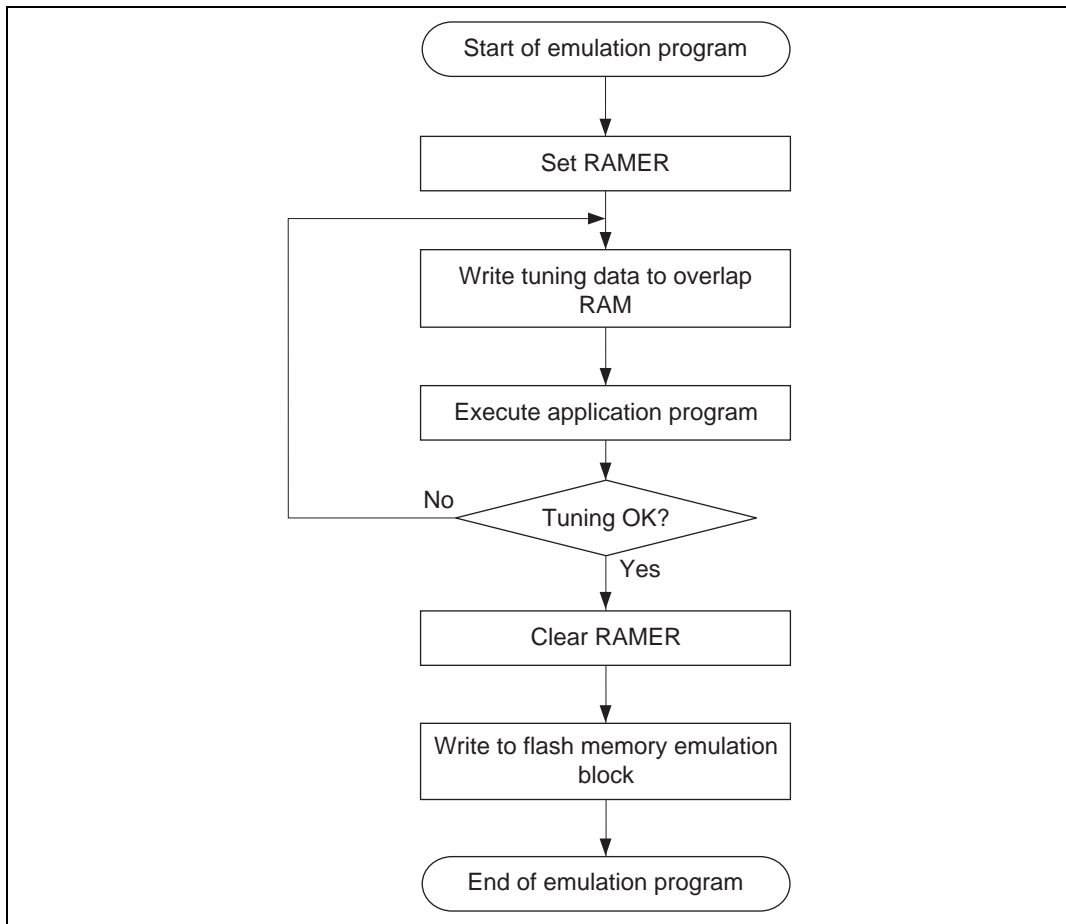 Start of emulation program
Set RAMER
Write tuning data to overlap
RAM
Execute application program
No
Tuning OK?
Yes
Clear RAMER
Write to flash memory emulation
block
End of emulation program